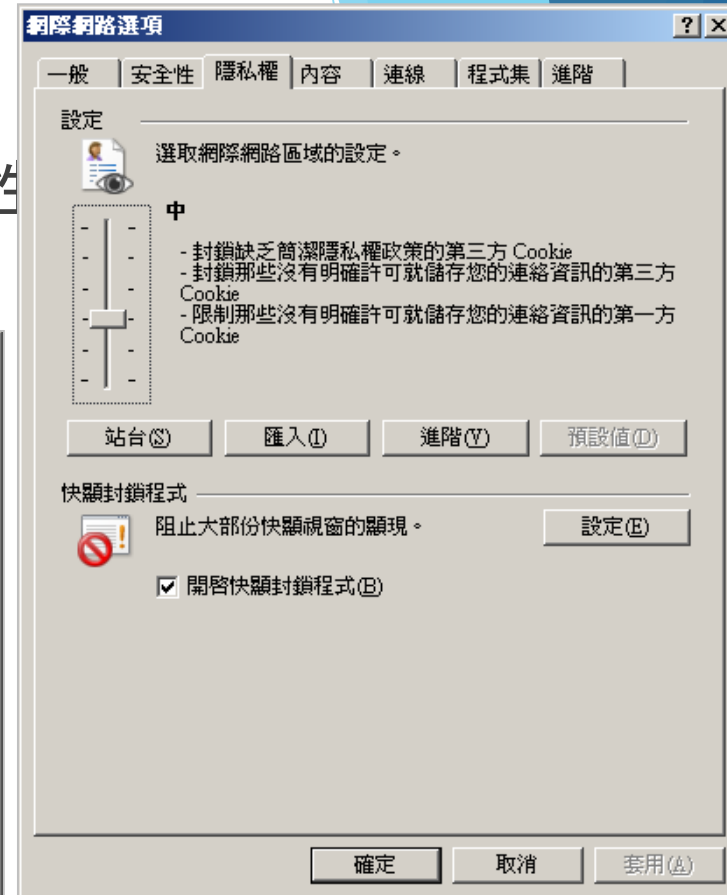 網際網路選項
一般 安全性 隱私權 內容 連線 程式集 進階
設定
選取網際網路區域的設定。
中
- 封鎖缺乏簡潔隱私權政策的第三方 Cookie
- 封鎖那些沒有明確許可就儲存您的連絡資訊的第三方
Cookie
- 限制那些沒有明確許可就儲存您的連絡資訊的第一方
Cookie
站台(S) 匯入(I) 進階(V) 預設值(D)
快顯封鎖程式
阻止大部份快顯視窗的顯現。 設定(E)
開啓快顯封鎖程式(B)
確定 取消 套用(A)
性